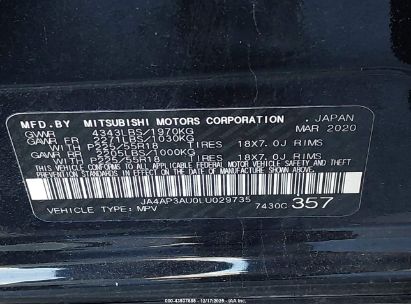 MFD.BY MITSUBISHI MOTORS CORPORATION , JAPAN
GVWR 4343LBS/1970KG MAR 2020
GAWR FR 2271LBS/1030KG
WITH P225/55R18 TIRES 18X7.0J RIMS
GAWR RR 2205LBS/1000KG
WITH P225/55R18 TIRES 18X7.0J RIMS
THIS VEHICLE CONFORMS TO ALL APPLICABLE FEDERAL MOTOR VEHICLE SAFETY AND THEFT
PREVENTION STANDARDS IN EFFECT ON THE DATE OF MANUFACTURE SHOWN ABOVE.
JA4AP3AU0LU029735
VEHICLE TYPE: MPV 7430C 357